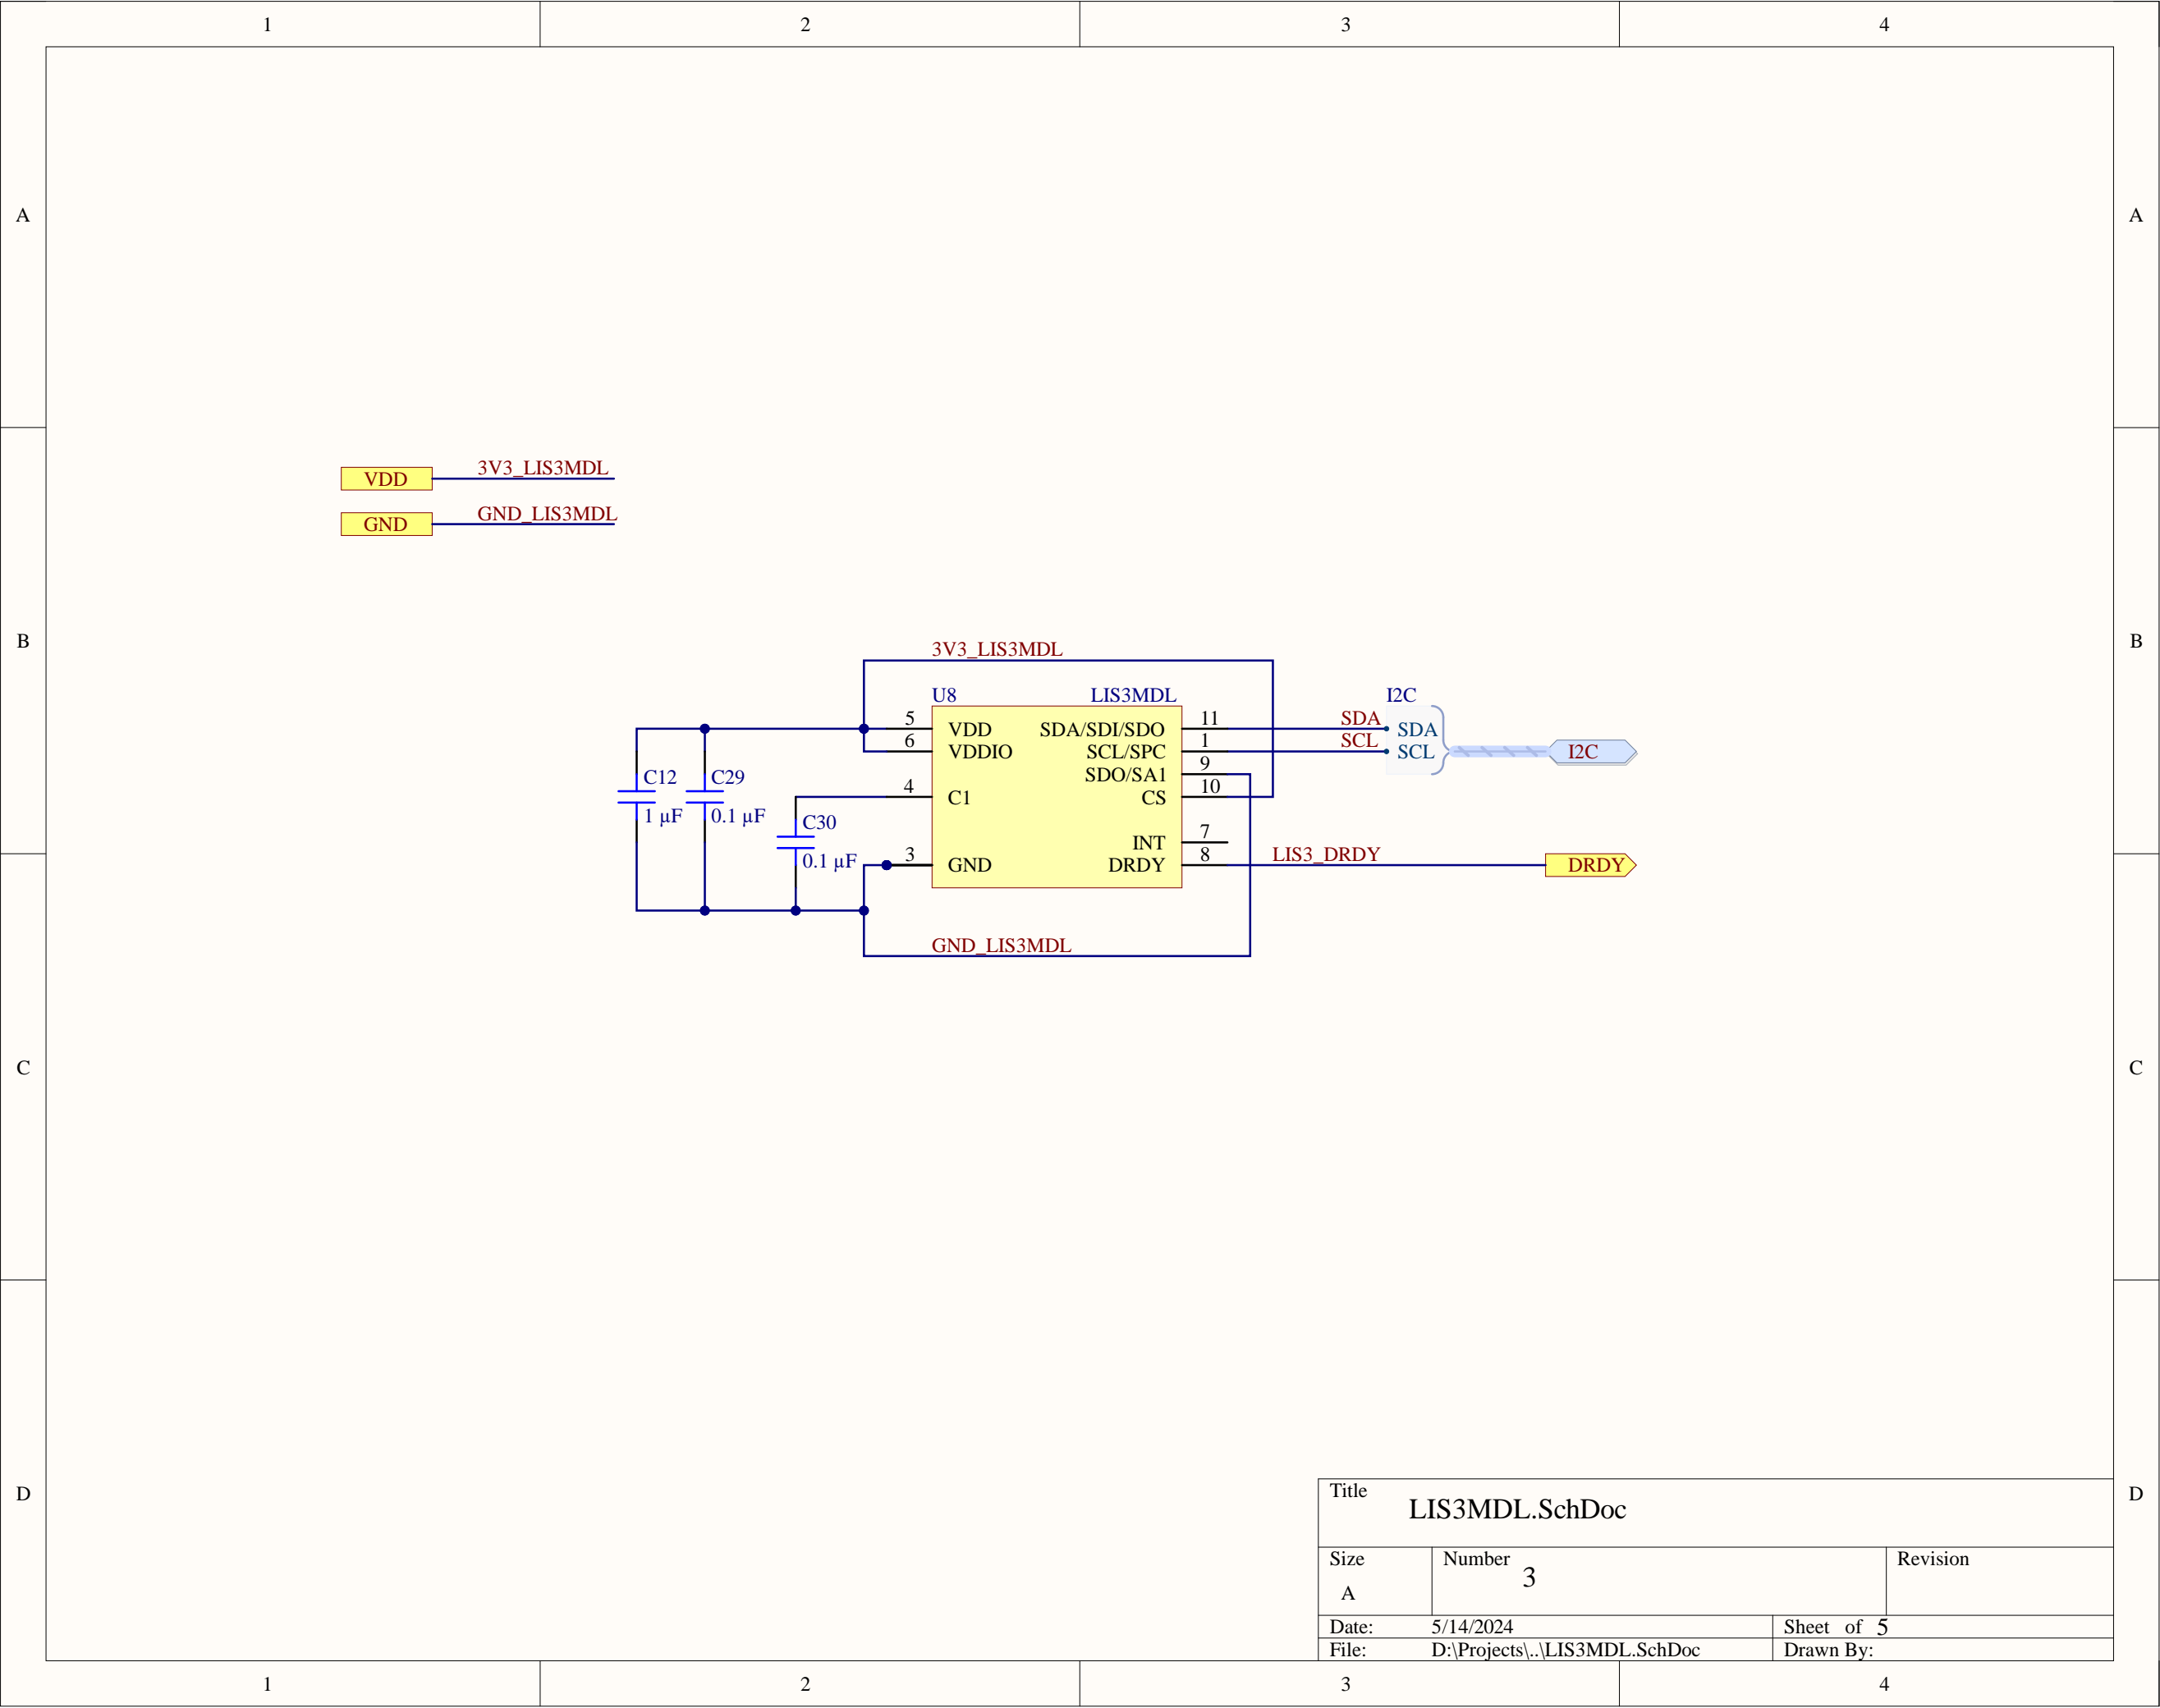 1 2 3 4
A A
VDD 3V3_LIS3MDL
GND GND_LIS3MDL
B B
3V3_LIS3MDL
U8 LIS3MDL I2C
5 VDD SDA/SDI/SDO 11 SDA SDA
6 VDDIO SCL/SPC 1 SCL SCL I2C
SDO/SA1 9
C12 C29 4 C1 CS 10
1 µF 0.1 µF
C30 INT 7
0.1 µF 3 GND DRDY 8 LIS3_DRDY DRDY
GND_LIS3MDL
C C
D D
Title
LIS3MDL.SchDoc
Size Number Revision
A 3
Date: 5/14/2024 Sheet of 5
File: D:\Projects\..\LIS3MDL.SchDoc Drawn By:
1 2 3 4